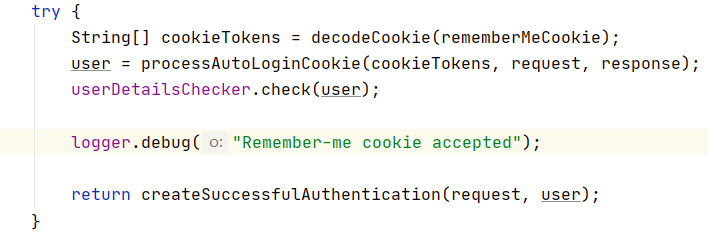 try {
    String[] cookieTokens = decodeCookie(rememberMeCookie);
    user = processAutoLoginCookie(cookieTokens, request, response);
    userDetailsChecker.check(user);
    logger.debug( o: "Remember-me cookie accepted");
    return createSuccessfulAuthentication(request, user);
}